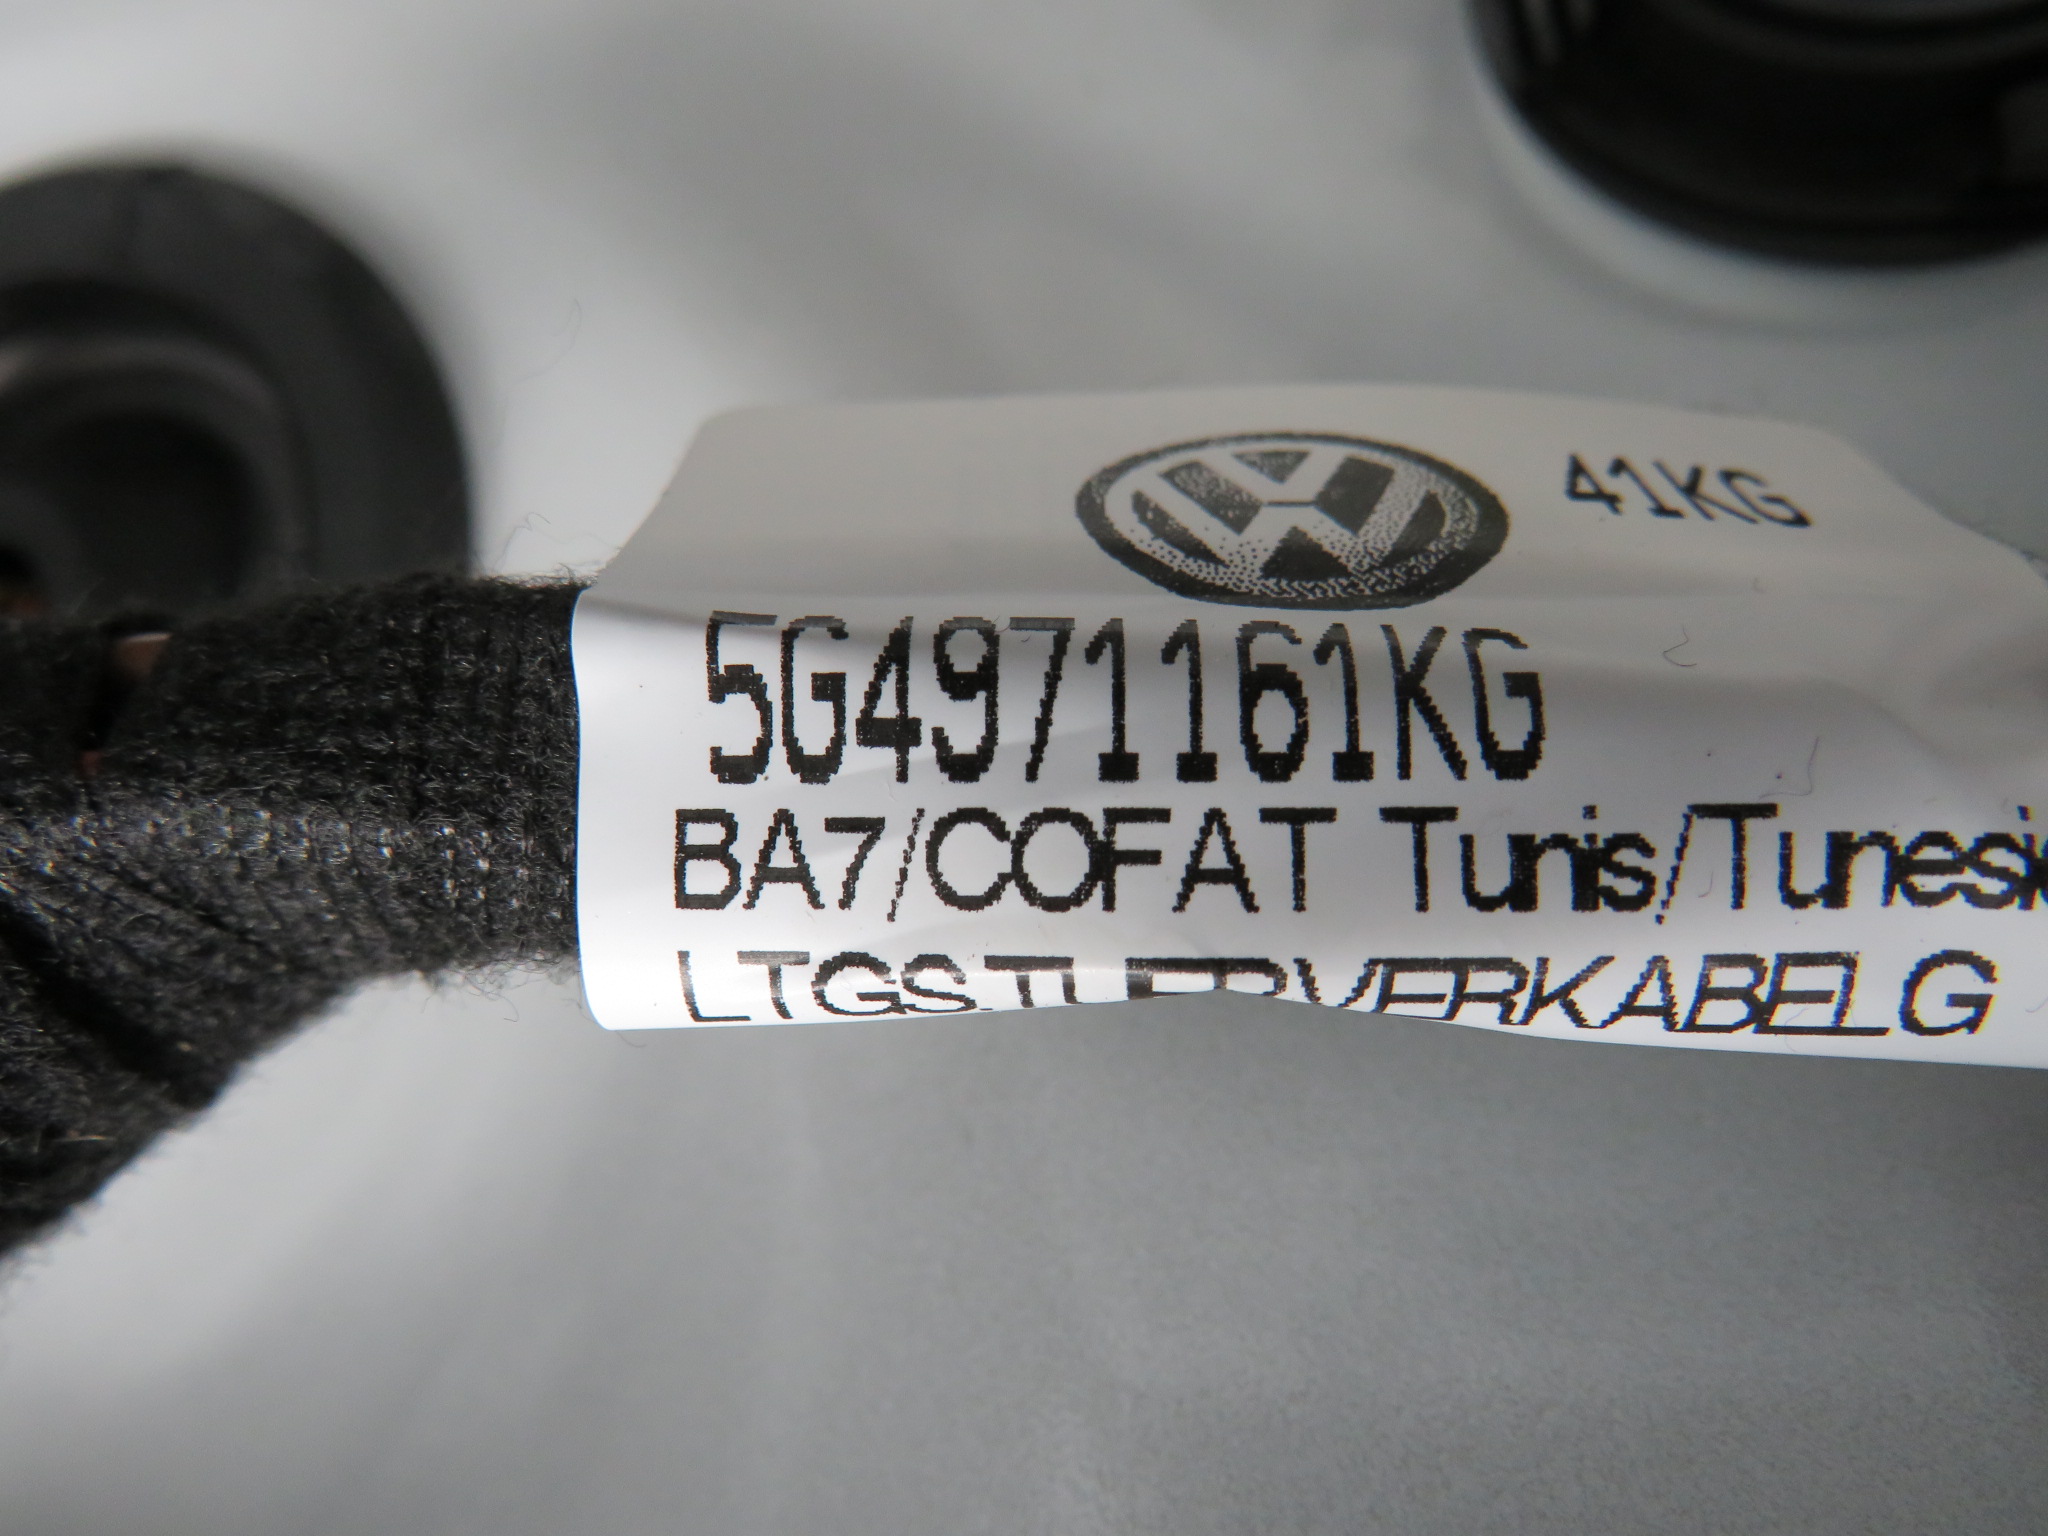 41KG
5G4971161KG
BA7/COFAT Tunis/Tunesi
LTGS.TUERVERKABELG